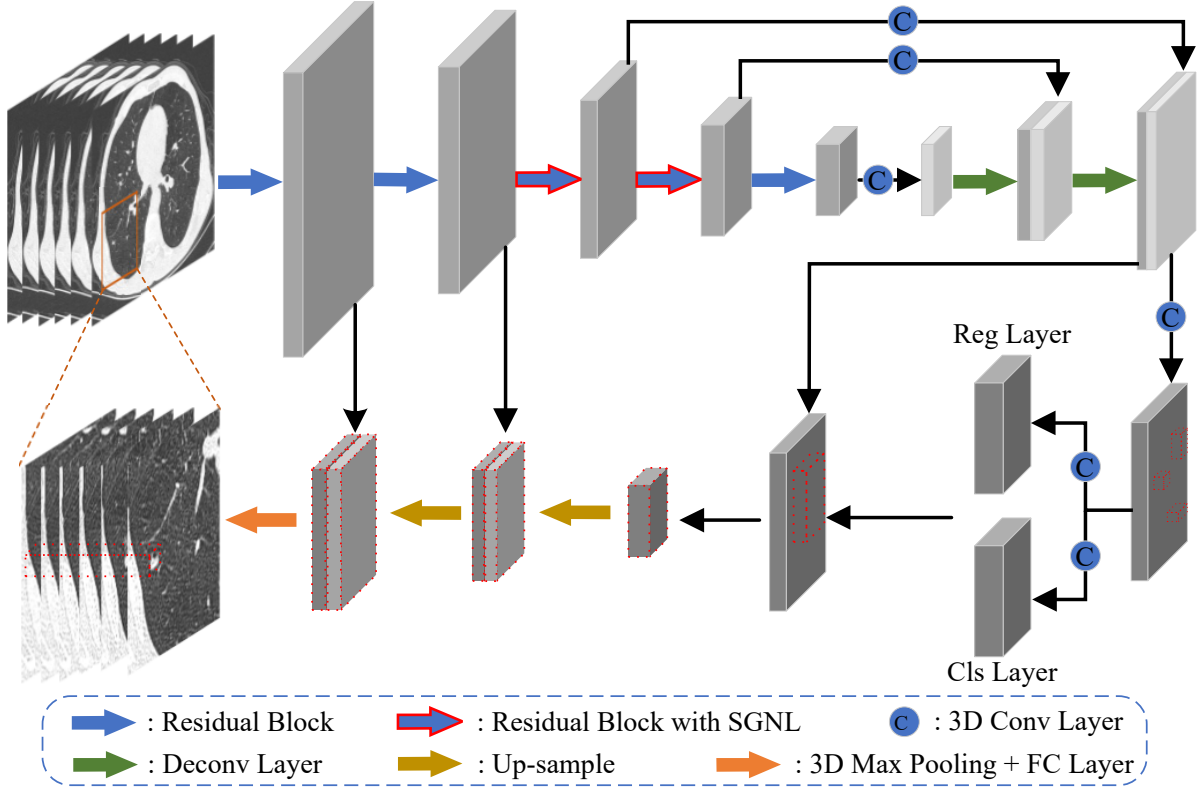 C
C
C
C
Reg Layer
C
C
Cls Layer
: Residual Block
: Residual Block with SGNL
C : 3D Conv Layer
: Deconv Layer
: Up-sample
: 3D Max Pooling + FC Layer